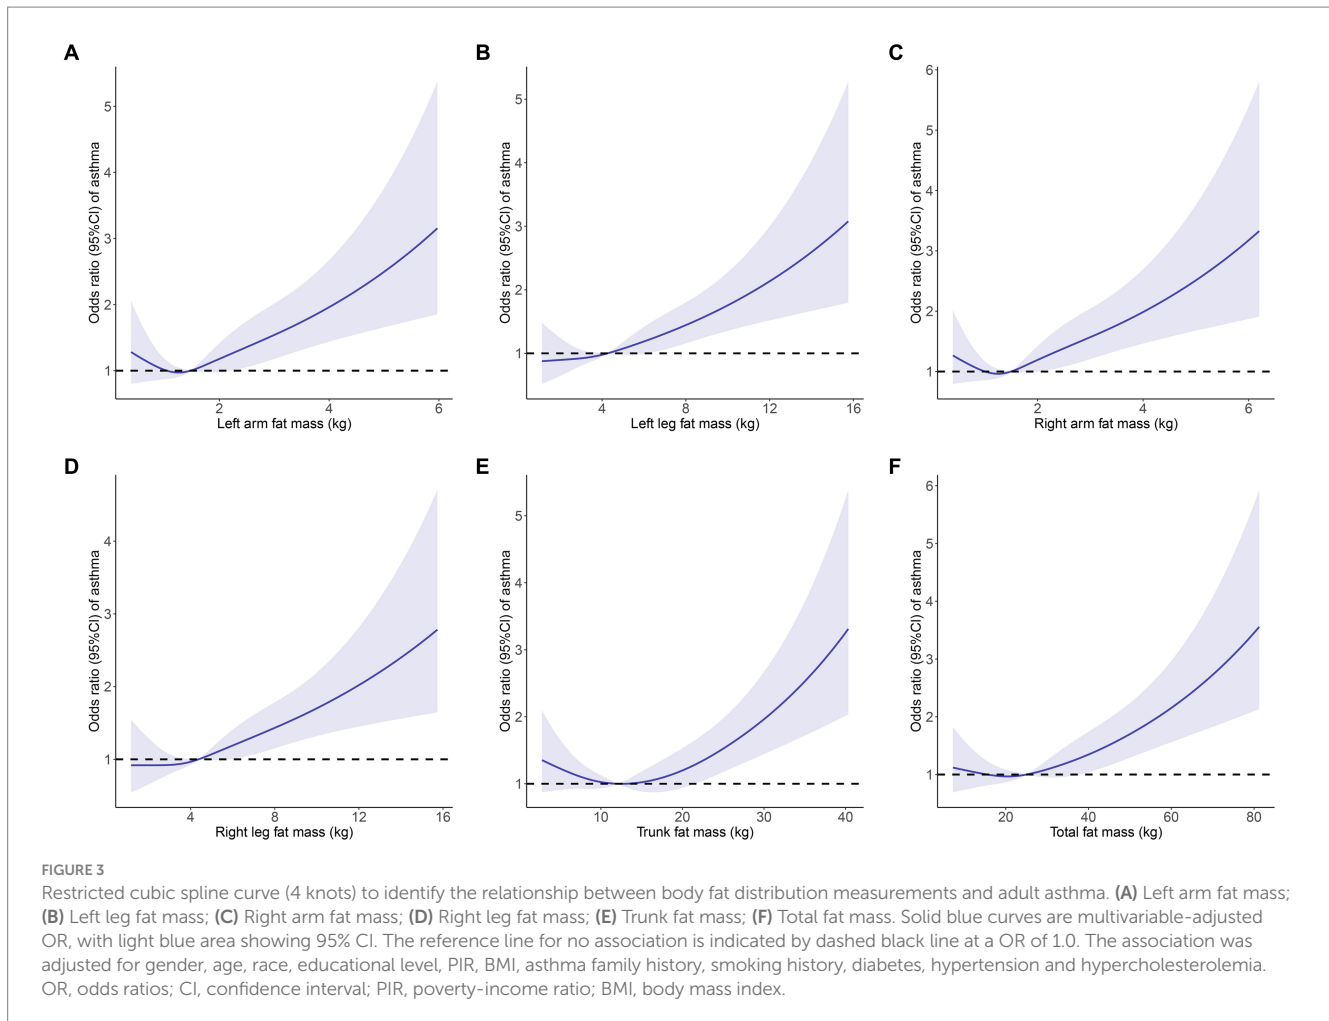 A
Odds ratio (95%CI) of asthma
5
4
3
2
1
2 4 6
Left arm fat mass (kg)
B
Odds ratio (95%CI) of asthma
5
4
3
2
1
4 8 12 16
Left leg fat mass (kg)
C
Odds ratio (95%CI) of asthma
6
5
4
3
2
1
2 4 6
Right arm fat mass (kg)
D
Odds ratio (95%CI) of asthma
4
3
2
1
4 8 12 16
Right leg fat mass (kg)
E
Odds ratio (95%CI) of asthma
5
4
3
2
1
10 20 30 40
Trunk fat mass (kg)
F
Odds ratio (95%CI) of asthma
6
5
4
3
2
1
20 40 60 80
Total fat mass (kg)
FIGURE 3
Restricted cubic spline curve (4 knots) to identify the relationship between body fat distribution measurements and adult asthma. (A) Left arm fat mass;
(B) Left leg fat mass; (C) Right arm fat mass; (D) Right leg fat mass; (E) Trunk fat mass; (F) Total fat mass. Solid blue curves are multivariable-adjusted
OR, with light blue area showing 95% CI. The reference line for no association is indicated by dashed black line at a OR of 1.0. The association was
adjusted for gender, age, race, educational level, PIR, BMI, asthma family history, smoking history, diabetes, hypertension and hypercholesterolemia.
OR, odds ratios; CI, confidence interval; PIR, poverty-income ratio; BMI, body mass index.